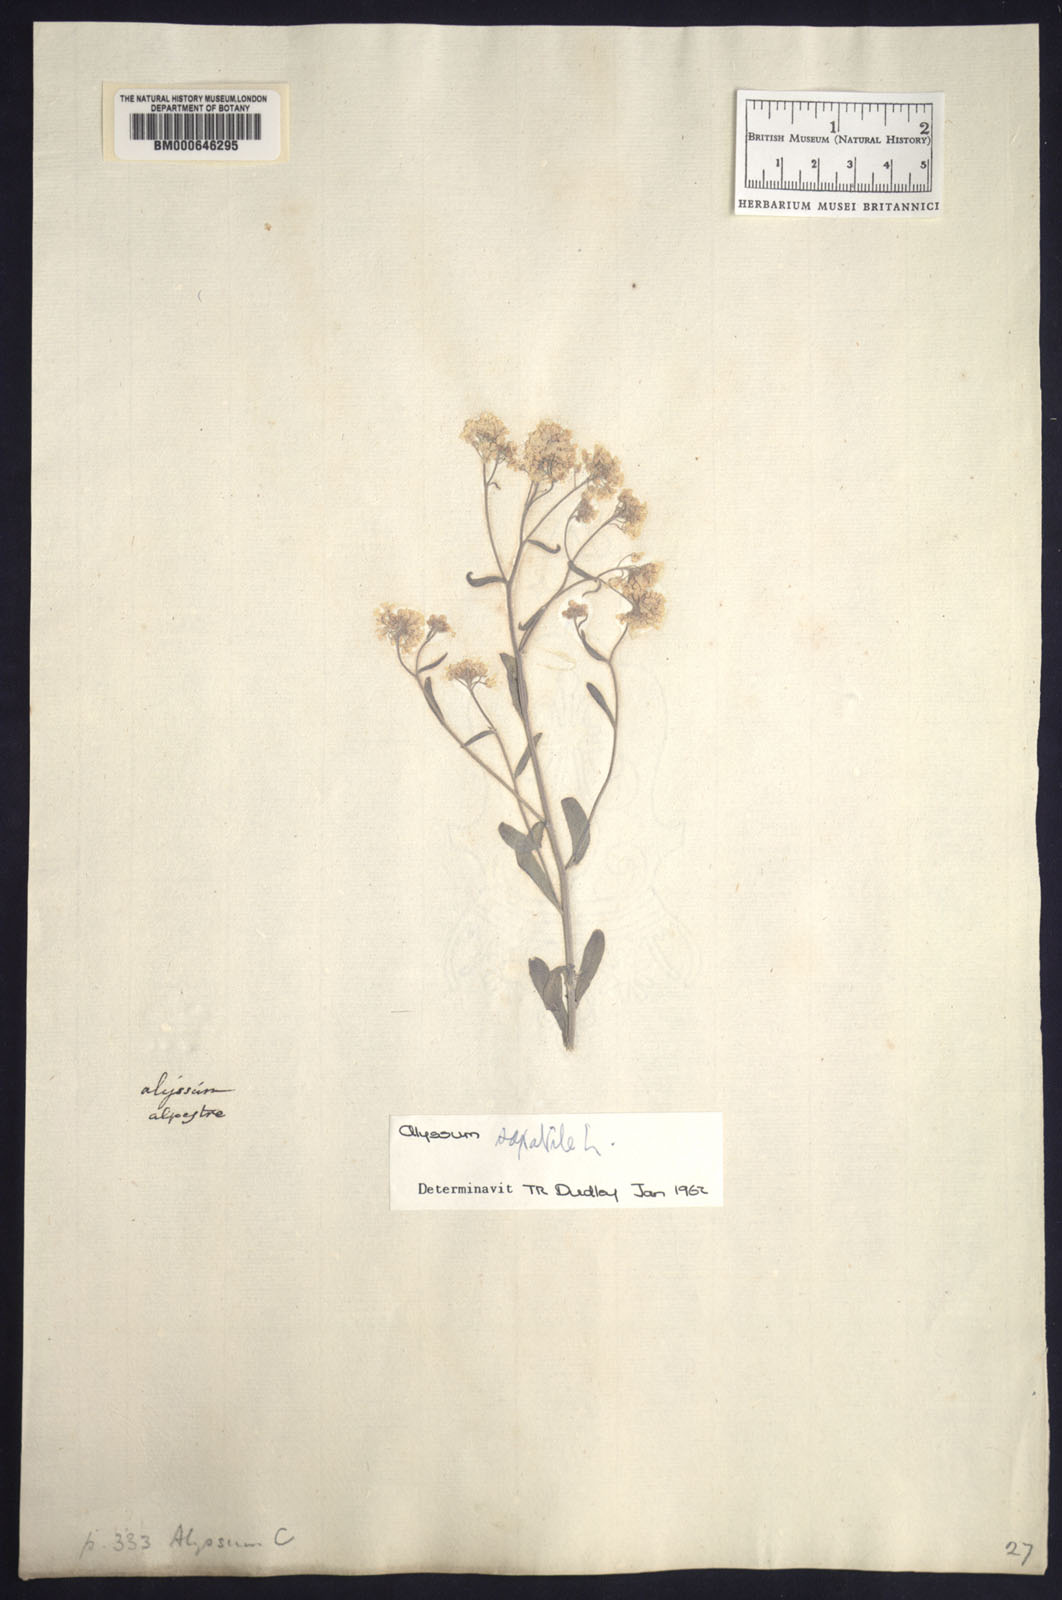 THE NATURAL HISTORY MUSEUM, LONDON
DEPARTMENT OF BOTANY
BM000646295
1 2
BRITISH MUSEUM (NATURAL HISTORY)
1 2 3 4 5
HERBARIUM MUSEI BRITANNICI
alyssum
alpestre
Alyssum saxatile L.
Determinavit TR Dudley Jan 1962
p. 333 Alyssum C
27